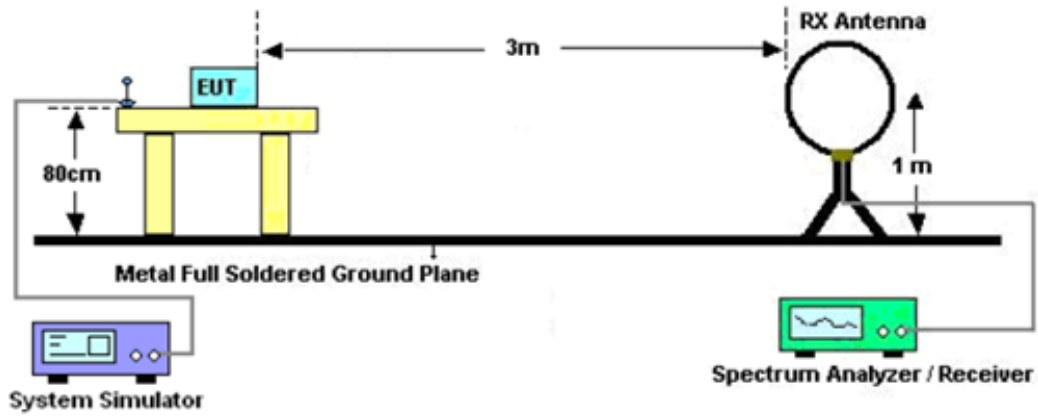 RX Antenna
3m
EUT
80cm
1 m
Metal Full Soldered Ground Plane
System Simulator
Spectrum Analyzer / Receiver